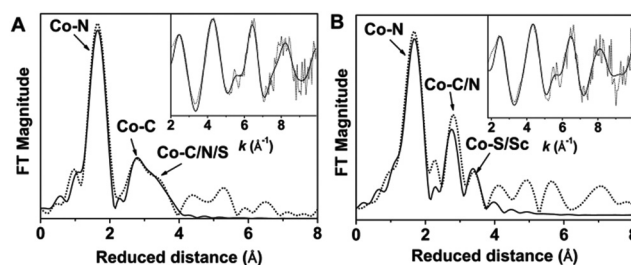 A
Co-N
Co-C
Co-C/N/S
FT Magnitude
2 4 6 8
k (Å⁻¹)
0 2 4 6 8
Reduced distance (Å)
B
Co-N
Co-C/N
Co-S/Sc
FT Magnitude
2 4 6 8
k (Å⁻¹)
0 2 4 6 8
Reduced distance (Å)